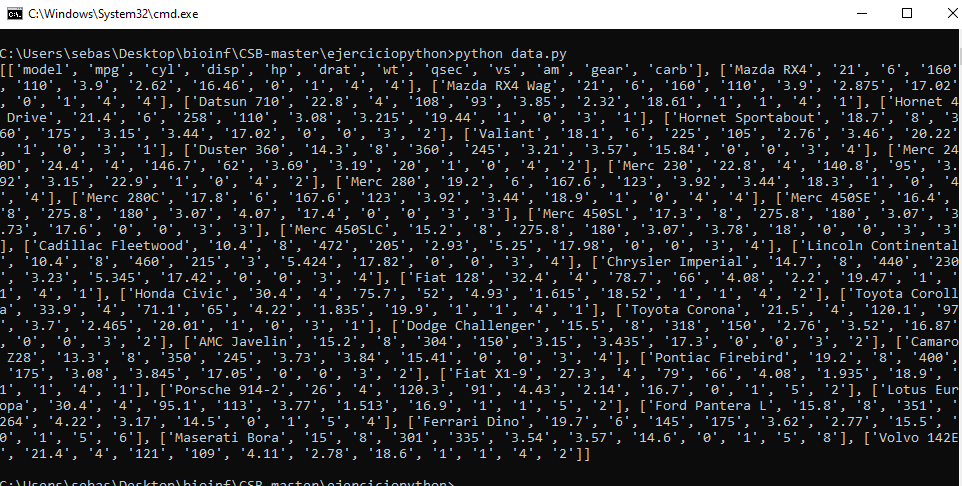 C:\Windows\System32\cmd.exe
C:\Users\sebas\Desktop\bioinf\CSB-master\ejerciciopython>python data.py
[['model', 'mpg', 'cyl', 'disp', 'hp', 'drat', 'wt', 'qsec', 'vs', 'am', 'gear', 'carb'], ['Mazda RX4', '21', '6', '160'
, '110', '3.9', '2.62', '16.46', '0', '1', '4', '4'], ['Mazda RX4 Wag', '21', '6', '160', '110', '3.9', '2.875', '17.02'
, '0', '1', '4', '4'], ['Datsun 710', '22.8', '4', '108', '93', '3.85', '2.32', '18.61', '1', '1', '4', '1'], ['Hornet 4
 Drive', '21.4', '6', '258', '110', '3.08', '3.215', '19.44', '1', '0', '3', '1'], ['Hornet Sportabout', '18.7', '8', '3
60', '175', '3.15', '3.44', '17.02', '0', '0', '3', '2'], ['Valiant', '18.1', '6', '225', '105', '2.76', '3.46', '20.22'
, '1', '0', '3', '1'], ['Duster 360', '14.3', '8', '360', '245', '3.21', '3.57', '15.84', '0', '0', '3', '4'], ['Merc 24
0D', '24.4', '4', '146.7', '62', '3.69', '3.19', '20', '1', '0', '4', '2'], ['Merc 230', '22.8', '4', '140.8', '95', '3.
92', '3.15', '22.9', '1', '0', '4', '2'], ['Merc 280', '19.2', '6', '167.6', '123', '3.92', '3.44', '18.3', '1', '0', '4
', '4'], ['Merc 280C', '17.8', '6', '167.6', '123', '3.92', '3.44', '18.9', '1', '0', '4', '4'], ['Merc 450SE', '16.4',
'8', '275.8', '180', '3.07', '4.07', '17.4', '0', '0', '3', '3'], ['Merc 450SL', '17.3', '8', '275.8', '180', '3.07', '3
.73', '17.6', '0', '0', '3', '3'], ['Merc 450SLC', '15.2', '8', '275.8', '180', '3.07', '3.78', '18', '0', '0', '3', '3'
], ['Cadillac Fleetwood', '10.4', '8', '472', '205', '2.93', '5.25', '17.98', '0', '0', '3', '4'], ['Lincoln Continental
', '10.4', '8', '460', '215', '3', '5.424', '17.82', '0', '0', '3', '4'], ['Chrysler Imperial', '14.7', '8', '440', '230
', '3.23', '5.345', '17.42', '0', '0', '3', '4'], ['Fiat 128', '32.4', '4', '78.7', '66', '4.08', '2.2', '19.47', '1', '
1', '4', '1'], ['Honda Civic', '30.4', '4', '75.7', '52', '4.93', '1.615', '18.52', '1', '1', '4', '2'], ['Toyota Coroll
a', '33.9', '4', '71.1', '65', '4.22', '1.835', '19.9', '1', '1', '4', '1'], ['Toyota Corona', '21.5', '4', '120.1', '97
', '3.7', '2.465', '20.01', '1', '0', '3', '1'], ['Dodge Challenger', '15.5', '8', '318', '150', '2.76', '3.52', '16.87'
, '0', '0', '3', '2'], ['AMC Javelin', '15.2', '8', '304', '150', '3.15', '3.435', '17.3', '0', '0', '3', '2'], ['Camaro
 Z28', '13.3', '8', '350', '245', '3.73', '3.84', '15.41', '0', '0', '3', '4'], ['Pontiac Firebird', '19.2', '8', '400',
 '175', '3.08', '3.845', '17.05', '0', '0', '3', '2'], ['Fiat X1-9', '27.3', '4', '79', '66', '4.08', '1.935', '18.9', '
1', '1', '4', '1'], ['Porsche 914-2', '26', '4', '120.3', '91', '4.43', '2.14', '16.7', '0', '1', '5', '2'], ['Lotus Eur
opa', '30.4', '4', '95.1', '113', '3.77', '1.513', '16.9', '1', '1', '5', '2'], ['Ford Pantera L', '15.8', '8', '351', '
264', '4.22', '3.17', '14.5', '0', '1', '5', '4'], ['Ferrari Dino', '19.7', '6', '145', '175', '3.62', '2.77', '15.5', '
0', '1', '5', '6'], ['Maserati Bora', '15', '8', '301', '335', '3.54', '3.57', '14.6', '0', '1', '5', '8'], ['Volvo 142E
', '21.4', '4', '121', '109', '4.11', '2.78', '18.6', '1', '1', '4', '2']]
C:\Users\sebas\Desktop\bioinf\CSB-master\ejerciciopython>